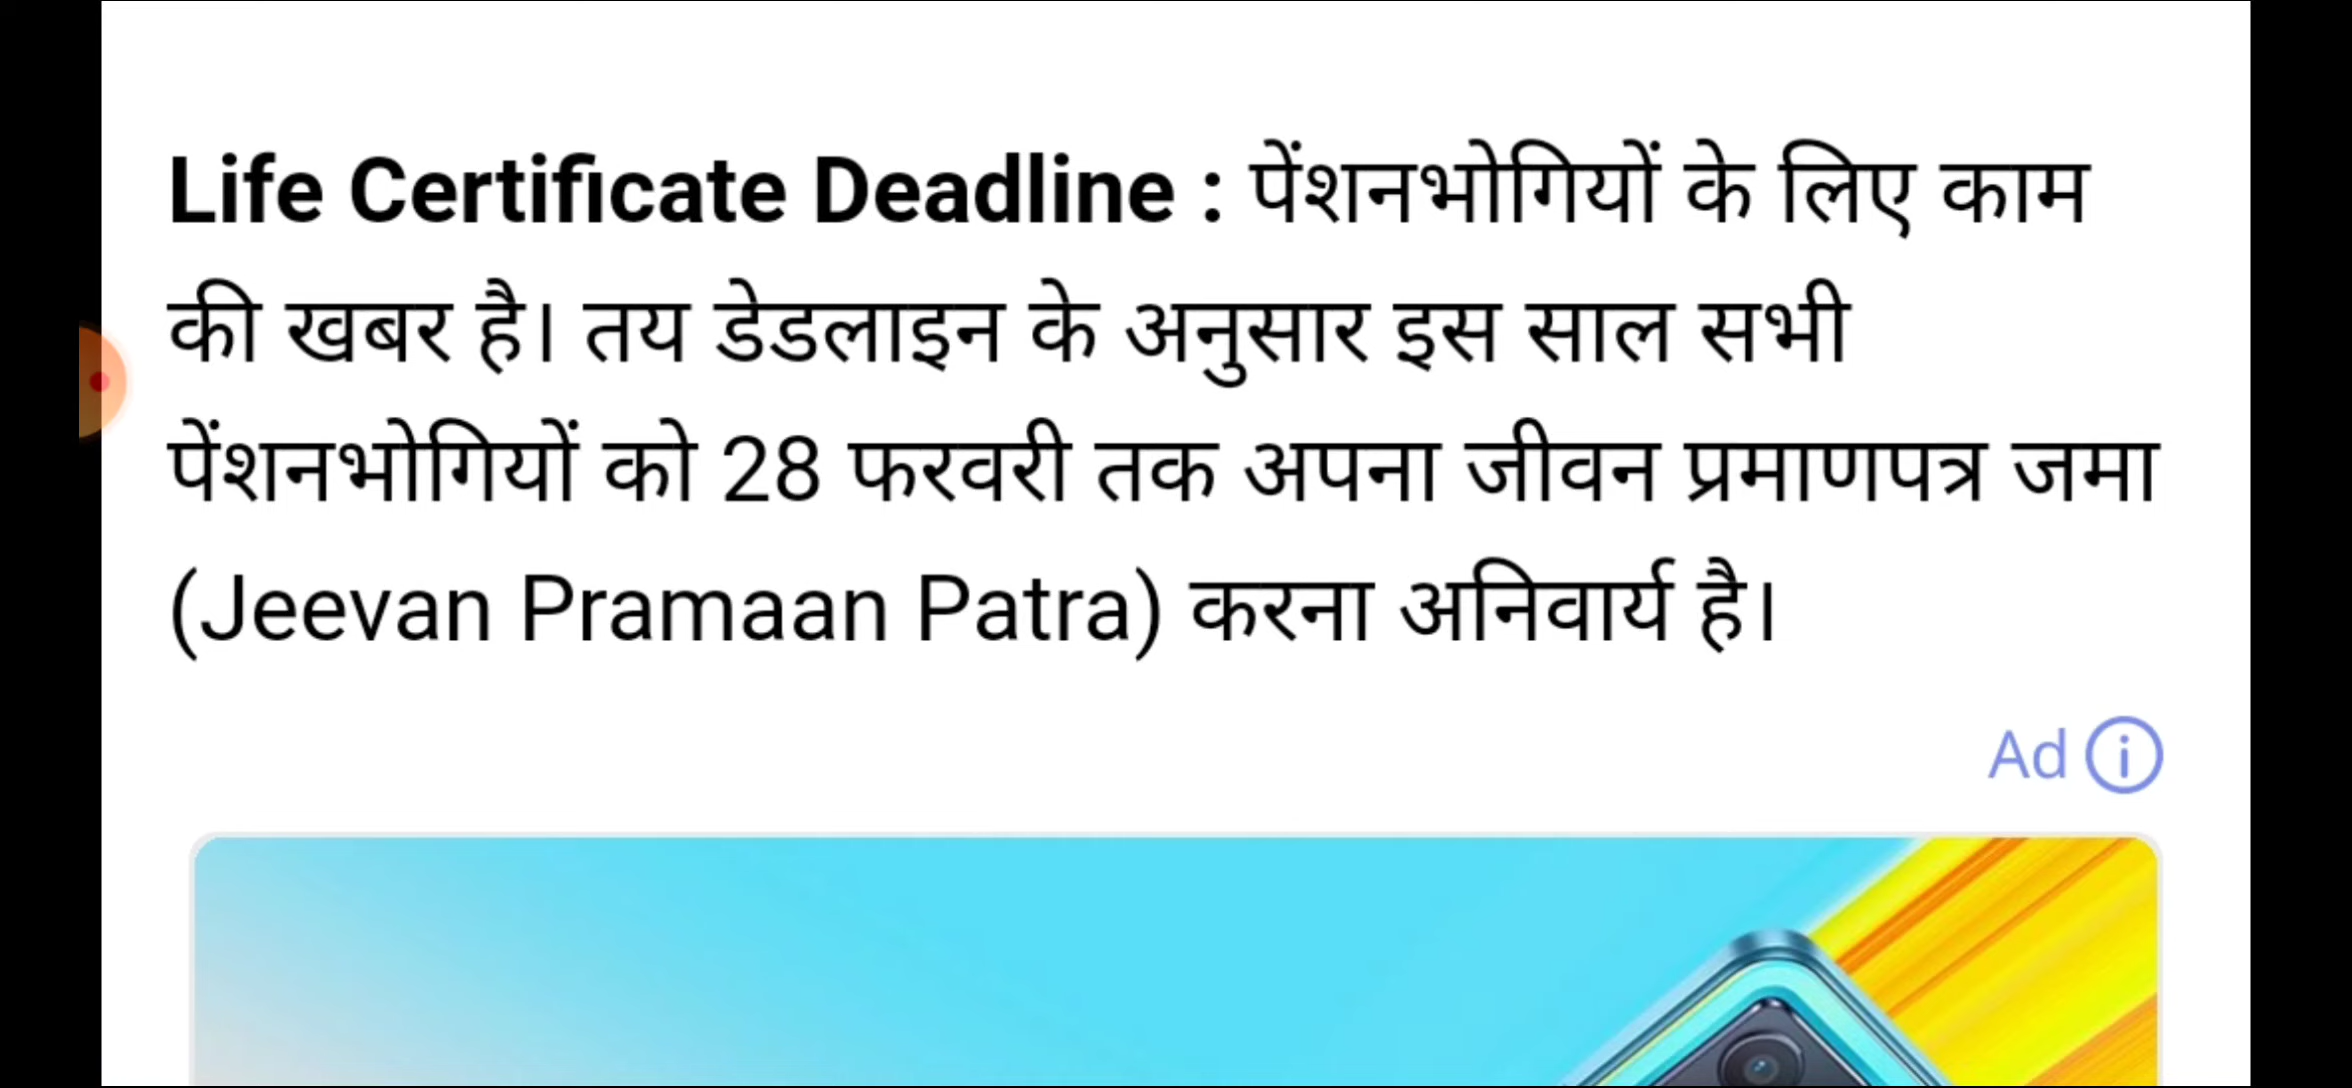 Life Certificate Deadline : पेंशनभोगियों के लिए काम
की खबर है। तय डेडलाइन के अनुसार इस साल सभी
पेंशनभोगियों को 28 फरवरी तक अपना जीवन प्रमाणपत्र जमा
(Jeevan Pramaan Patra) करना अनिवार्य है।
Ad i